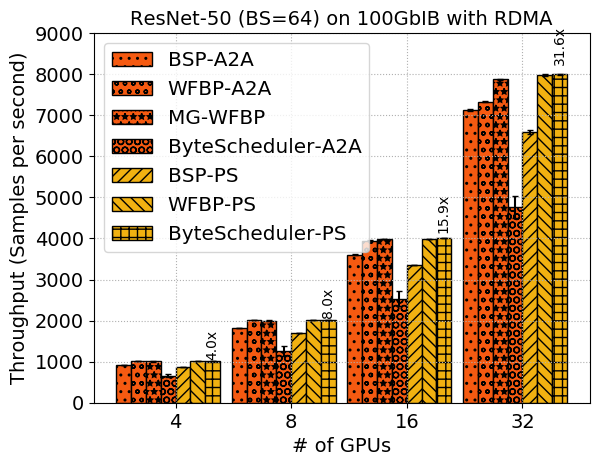 ResNet-50 (BS=64) on 100GbIB with RDMA
Throughput (Samples per second)
9000
8000
7000
6000
5000
4000
3000
2000
1000
0
BSP-A2A
WFBP-A2A
MG-WFBP
ByteScheduler-A2A
BSP-PS
WFBP-PS
ByteScheduler-PS
4.0x
8.0x
15.9x
31.6x
4
8
16
32
# of GPUs